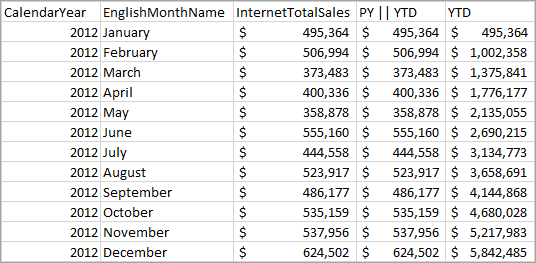 CalendarYear EnglishMonthName InternetTotalSales PY || YTD YTD
2012 January $ 495,364 $ 495,364 $ 495,364
2012 February $ 506,994 $ 506,994 $ 1,002,358
2012 March $ 373,483 $ 373,483 $ 1,375,841
2012 April $ 400,336 $ 400,336 $ 1,776,177
2012 May $ 358,878 $ 358,878 $ 2,135,055
2012 June $ 555,160 $ 555,160 $ 2,690,215
2012 July $ 444,558 $ 444,558 $ 3,134,773
2012 August $ 523,917 $ 523,917 $ 3,658,691
2012 September $ 486,177 $ 486,177 $ 4,144,868
2012 October $ 535,159 $ 535,159 $ 4,680,028
2012 November $ 537,956 $ 537,956 $ 5,217,983
2012 December $ 624,502 $ 624,502 $ 5,842,485